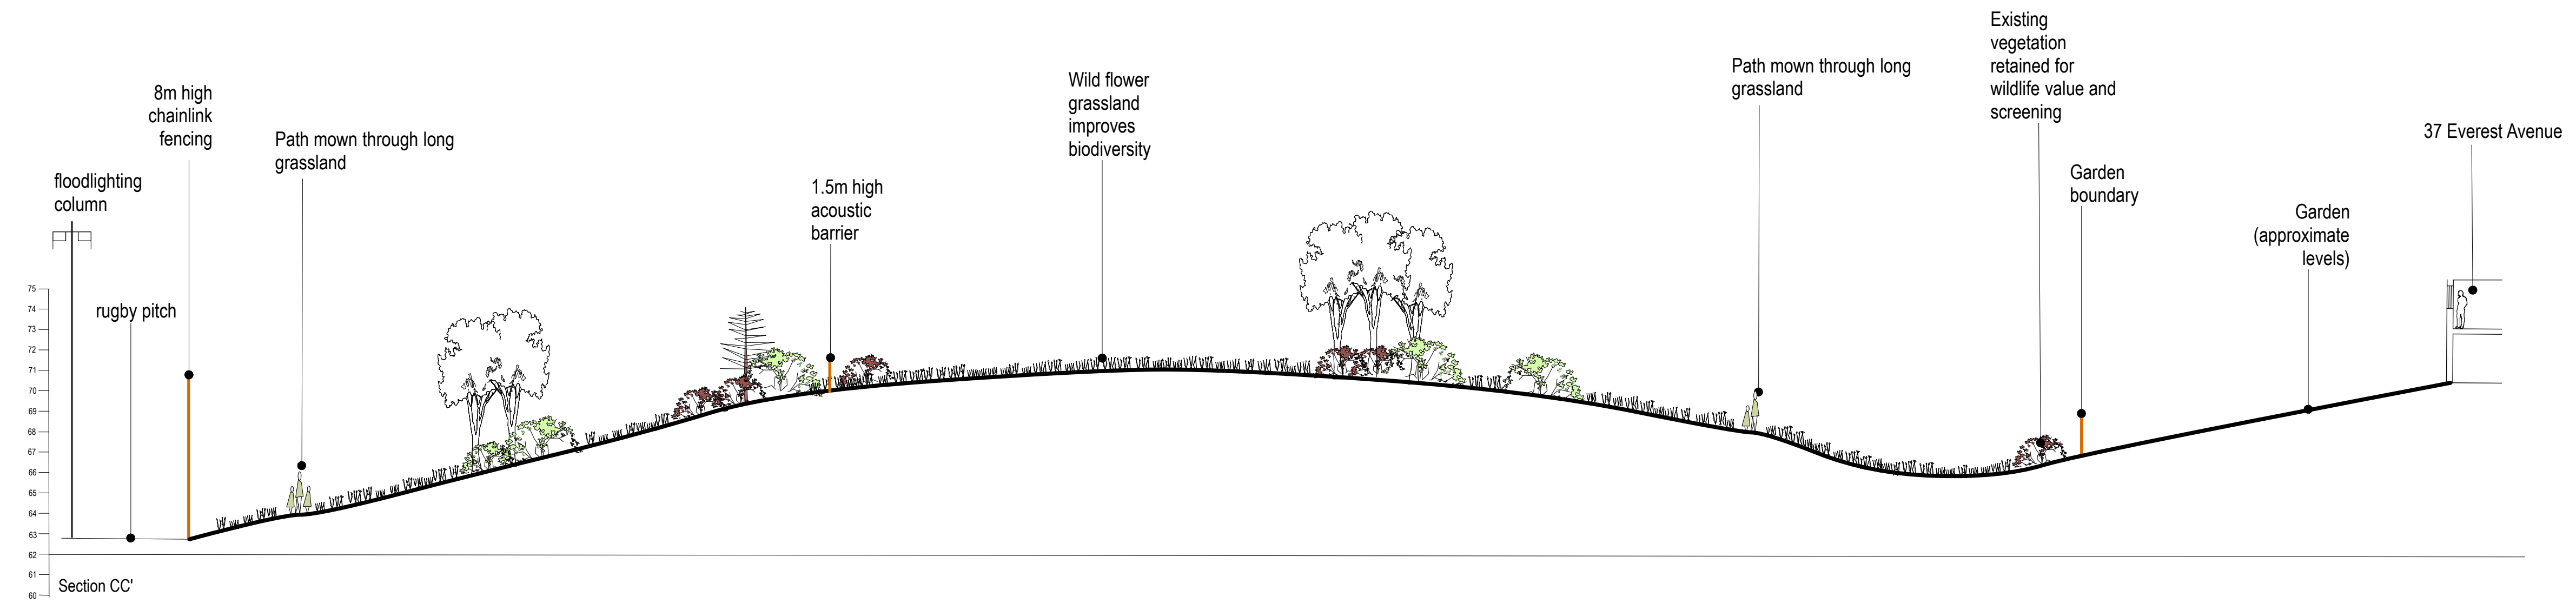 Existing
vegetation
retained for
wildlife value and
screening
Path mown through long
grassland
Wild flower
grassland
improves
biodiversity
8m high
chainlink
fencing
Path mown through long
grassland
37 Everest Avenue
Garden
boundary
floodlighting
column
1.5m high
acoustic
barrier
Garden
(approximate
levels)
rugby pitch
75
74
73
72
71
70
69
68
67
66
65
64
63
62
61
60
Section CC'